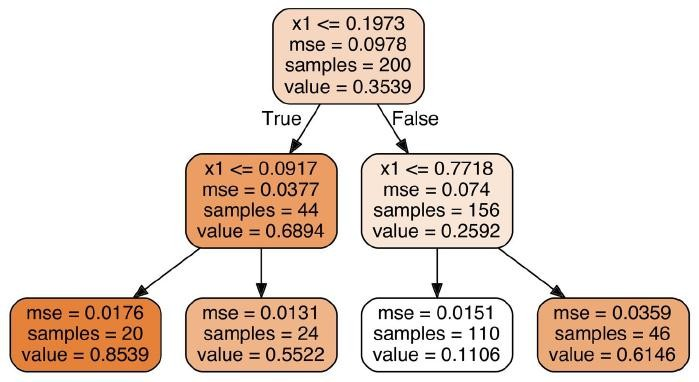 x1 <= 0.1973
mse = 0.0978
samples = 200
value = 0.3539
True
False
x1 <= 0.0917
mse = 0.0377
samples = 44
value = 0.6894
x1 <= 0.7718
mse = 0.074
samples = 156
value = 0.2592
mse = 0.0176
samples = 20
value = 0.8539
mse = 0.0131
samples = 24
value = 0.5522
mse = 0.0151
samples = 110
value = 0.1106
mse = 0.0359
samples = 46
value = 0.6146